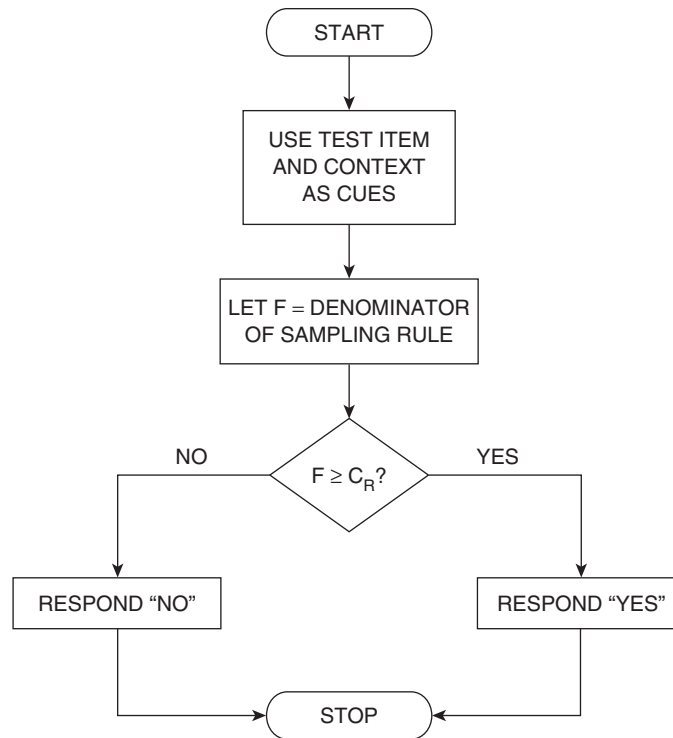 START
USE TEST ITEM
AND CONTEXT
AS CUES
LET F = DENOMINATOR
OF SAMPLING RULE
F ≥ C_R?
NO
YES
RESPOND “NO”
RESPOND “YES”
STOP